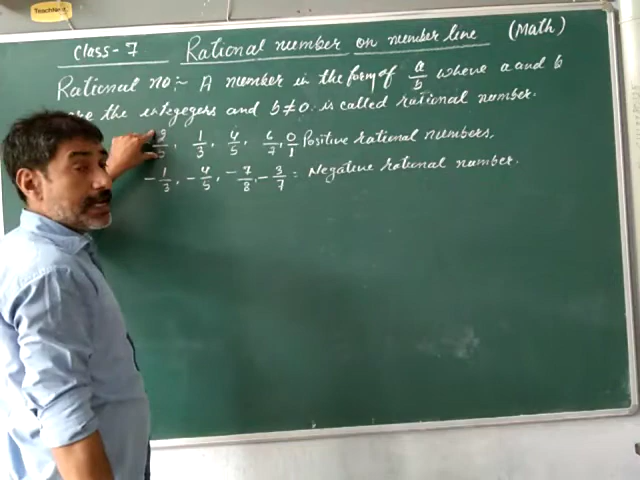 TeachNext
Class-7 Rational number on number line (Math)
Rational no:- A number in the form of a/b where a and b
are the integegers and b≠0 is called rational number.
1/3, 4/5, 6/7, 0/1 Positive rational numbers,
-1/3, -4/5, -7/8, -3/7 = Negative rational number.